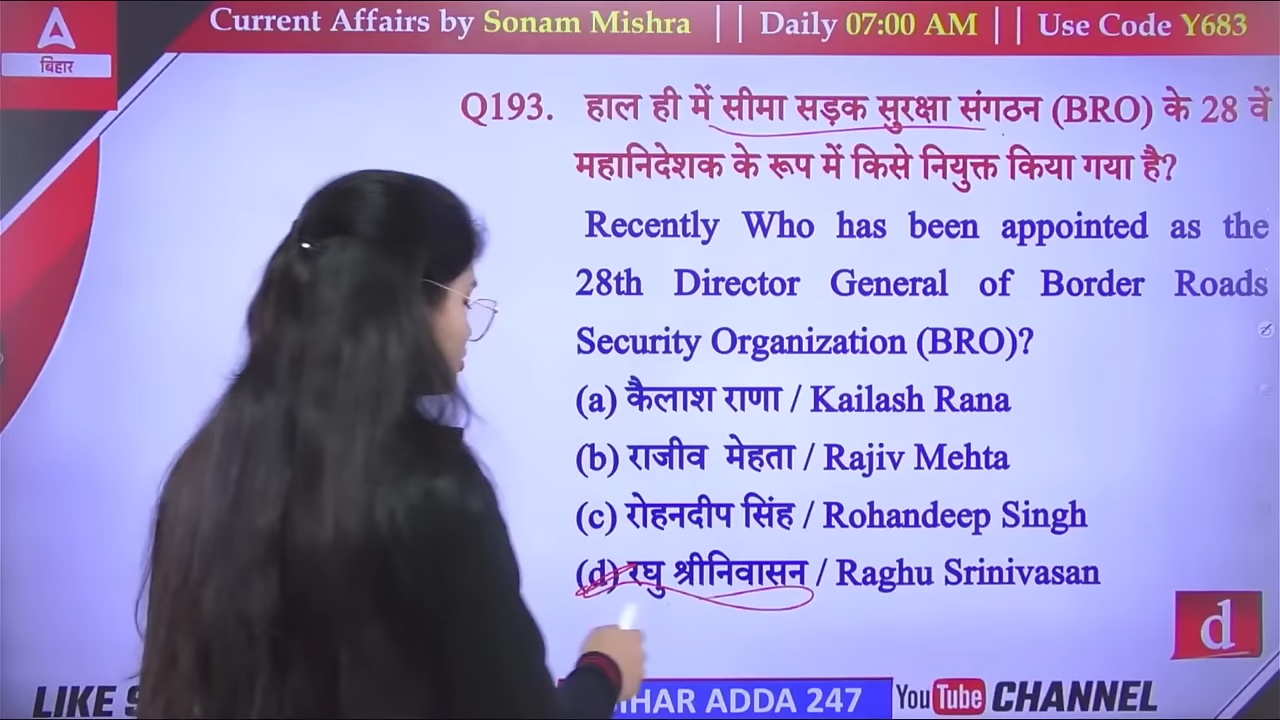 Current Affairs by Sonam Mishra || Daily 07:00 AM || Use Code Y683
A
बिहार
Q193. हाल ही में सीमा सड़क सुरक्षा संगठन (BRO) के 28 वें
महानिदेशक के रूप में किसे नियुक्त किया गया है?
Recently Who has been appointed as the
28th Director General of Border Roads
Security Organization (BRO)?
(a) कैलाश राणा / Kailash Rana
(b) राजीव मेहता / Rajiv Mehta
(c) रोहनदीप सिंह / Rohandeep Singh
(d) रघु श्रीनिवासन / Raghu Srinivasan
d
LIKE S IHAR ADDA 247 YouTube CHANNEL